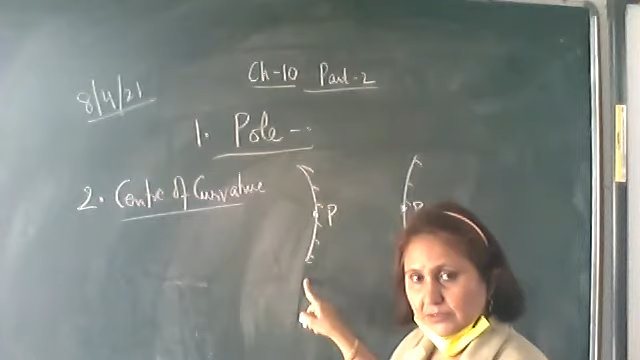 8/4/21
Ch-10 Part-2
1. Pole -:
2. Centre of Curvature
P
P